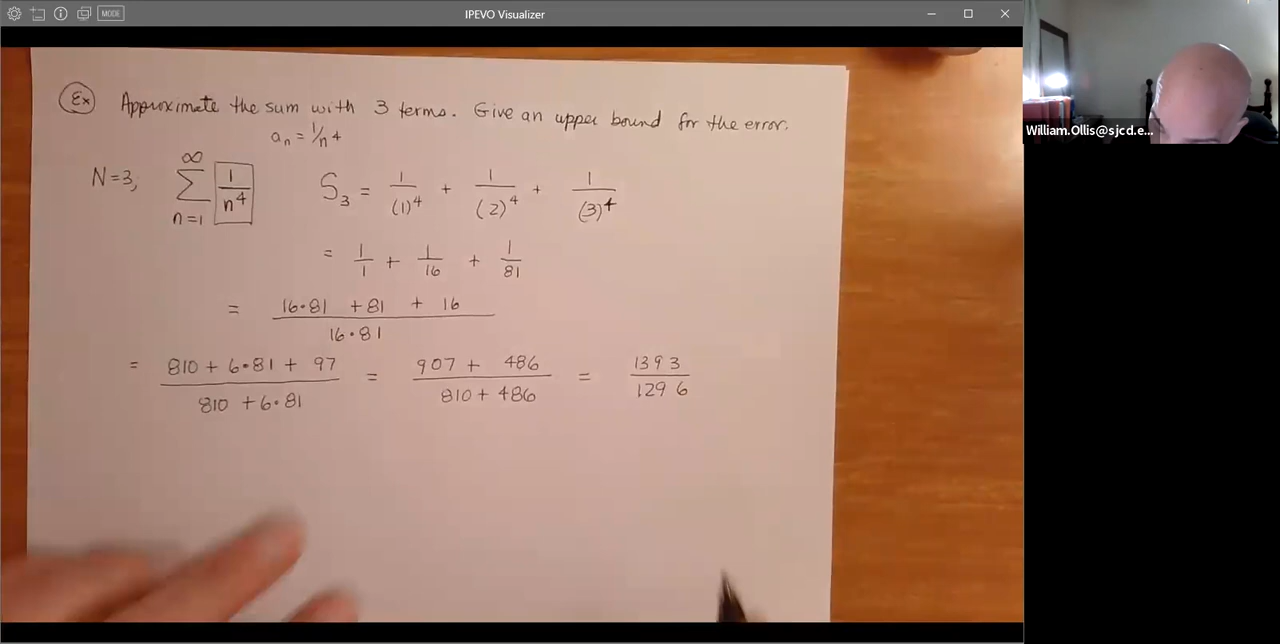 MODE
IPEVO Visualizer
William.Ollis@sjcd.e...
Ex Approximate the sum with 3 terms. Give an upper bound for the error.
aₙ = 1/n⁴
N=3, ∞ Σ n=1 1/n⁴ S₃ = 1/(1)⁴ + 1/(2)⁴ + 1/(3)⁴
= 1/1 + 1/16 + 1/81
= (16•81 + 81 + 16)/(16•81)
= (810 + 6•81 + 97)/(810 + 6•81) = (907 + 486)/(810 + 486) = 1393/1296